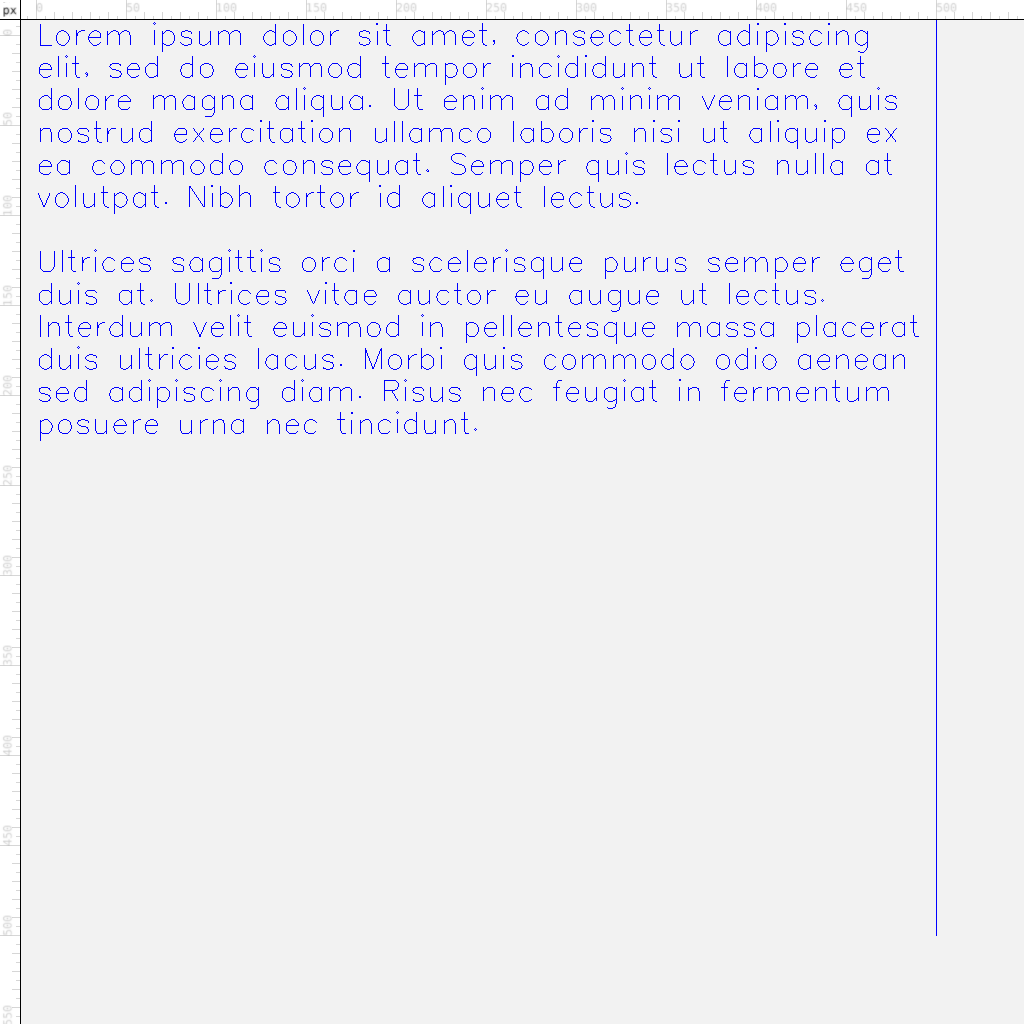 px
0 50 100 150 200 250 300 350 400 450 500
Lorem ipsum dolor sit amet, consectetur adipiscing
elit, sed do eiusmod tempor incididunt ut labore et
dolore magna aliqua. Ut enim ad minim veniam, quis
nostrud exercitation ullamco laboris nisi ut aliquip ex
ea commodo consequat. Semper quis lectus nulla at
volutpat. Nibh tortor id aliquet lectus.
Ultrices sagittis orci a scelerisque purus semper eget
duis at. Ultrices vitae auctor eu augue ut lectus.
Interdum velit euismod in pellentesque massa placerat
duis ultricies lacus. Morbi quis commodo odio aenean
sed adipiscing diam. Risus nec feugiat in fermentum
posuere urna nec tincidunt.
0
50
100
150
200
250
300
350
400
450
500
550